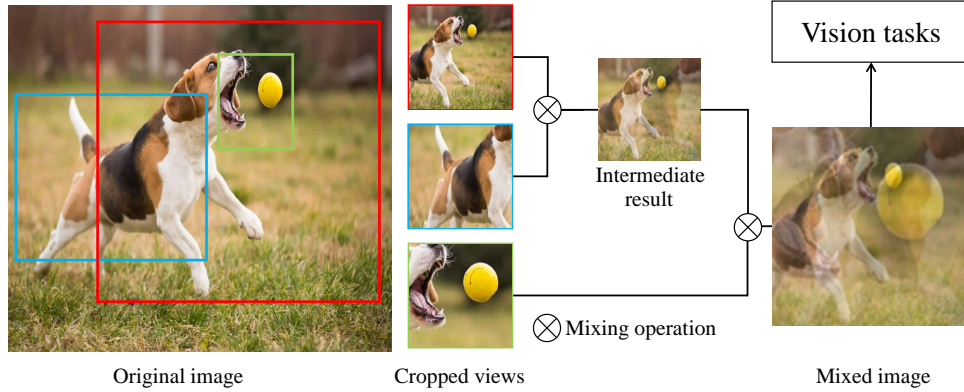 Vision tasks
Intermediate
result
Mixing operation
Original image
Cropped views
Mixed image